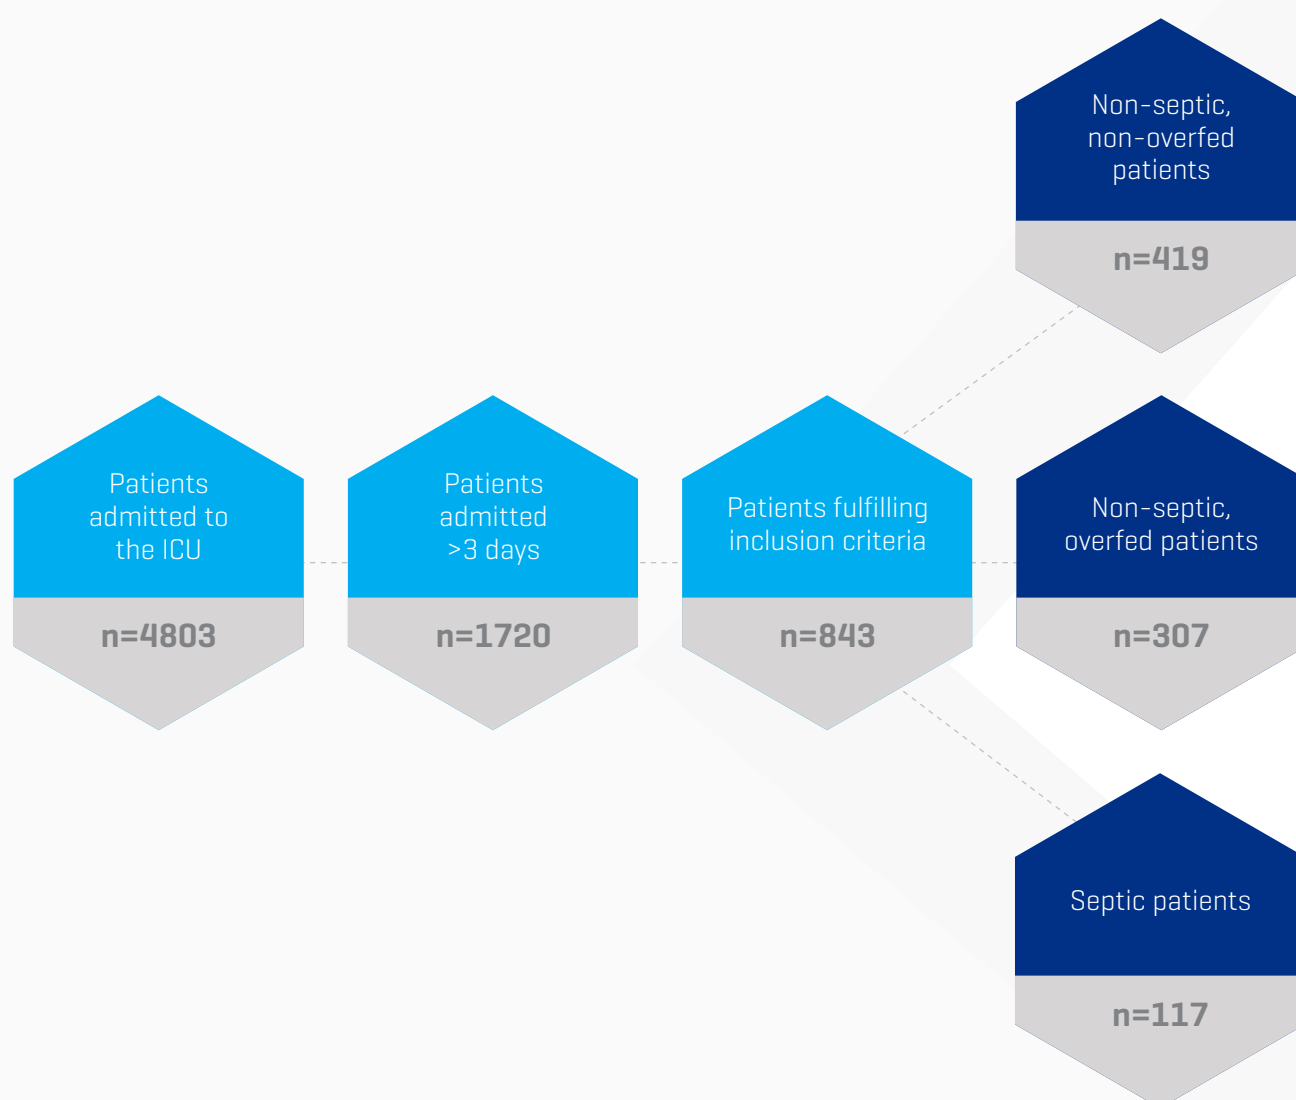 Patients
admitted to
the ICU
n=4803
Patients
admitted
>3 days
n=1720
Patients fulfilling
inclusion criteria
n=843
Non-septic,
non-overfed
patients
n=419
Non-septic,
overfed patients
n=307
Septic patients
n=117